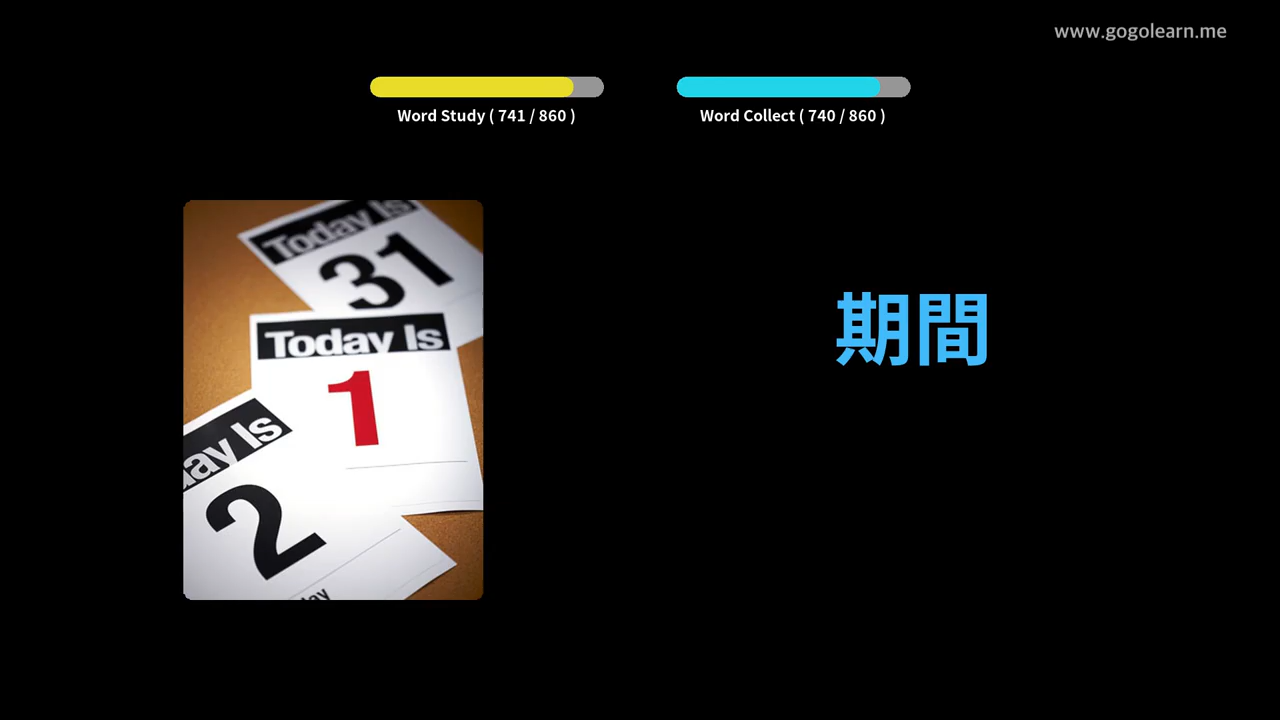 www.gogolearn.me
Word Study ( 741 / 860 )
Word Collect ( 740 / 860 )
Today Is
31
Today Is
1
ay Is
2
期間